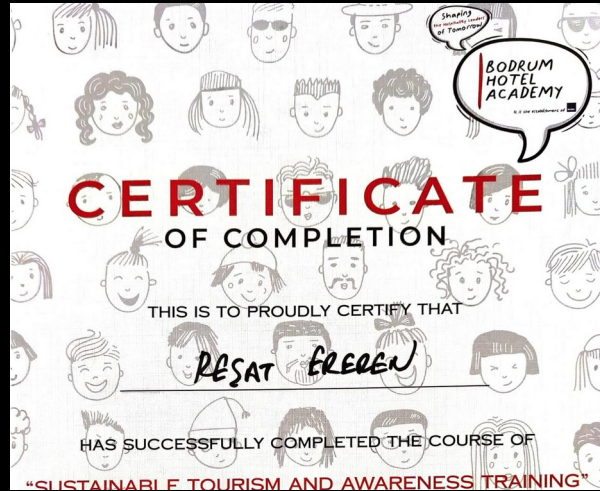 Shaping
the Hospitality Leaders
of Tomorrow!
BODRUM
HOTEL
ACADEMY
CERTIFICATE
OF COMPLETION
THIS IS TO PROUDLY CERTIFY THAT
REŞAT EREREN
HAS SUCCESSFULLY COMPLETED THE COURSE OF
“SUSTAINABLE TOURISM AND AWARENESS TRAINING”